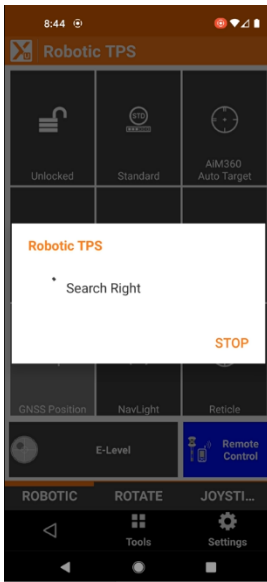 8:44
Robotic TPS
STD
Unlocked
Standard
AiM360
Auto Target
Robotic TPS
Search Right
STOP
GNSS Position
NavLight
Reticle
E-Level
Remote
Control
ROBOTIC
ROTATE
JOYSTI...
Tools
Settings